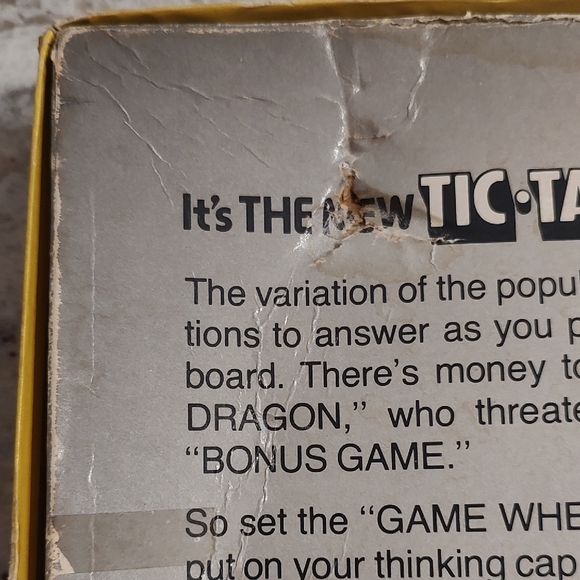 It's THE NEW TIC•TA
The variation of the popu
tions to answer as you p
board. There's money to
DRAGON,” who threate
“BONUS GAME.”
So set the “GAME WHE
put on your thinking cap